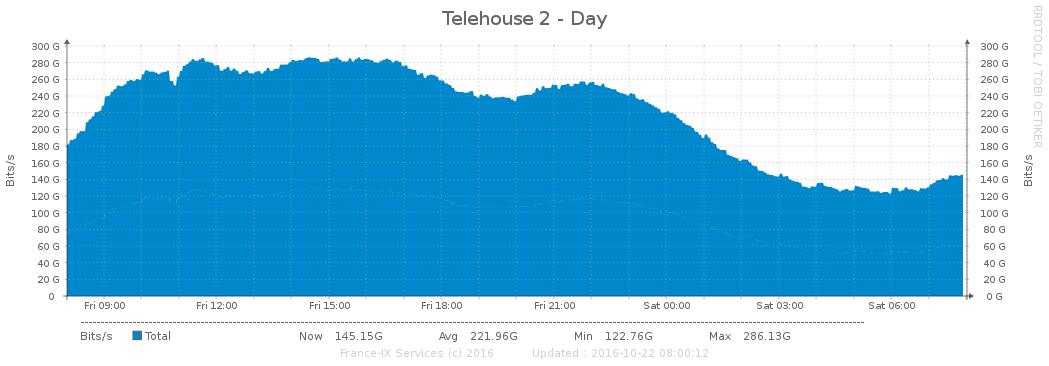 Telehouse 2 - Day
RRDTOOL / TOBI OETIKER
Bits/s
300 G 300 G
280 G 280 G
260 G 260 G
240 G 240 G
220 G 220 G
200 G 200 G
180 G 180 G
160 G 160 G
140 G 140 G
120 G 120 G
100 G 100 G
80 G 80 G
60 G 60 G
40 G 40 G
20 G 20 G
0 0 G
Bits/s
Fri 09:00 Fri 12:00 Fri 15:00 Fri 18:00 Fri 21:00 Sat 00:00 Sat 03:00 Sat 06:00
Bits/s Total Now 145.15G Avg 221.96G Min 122.76G Max 286.13G
France-IX Services (c) 2016 Updated : 2016-10-22 08:00:12